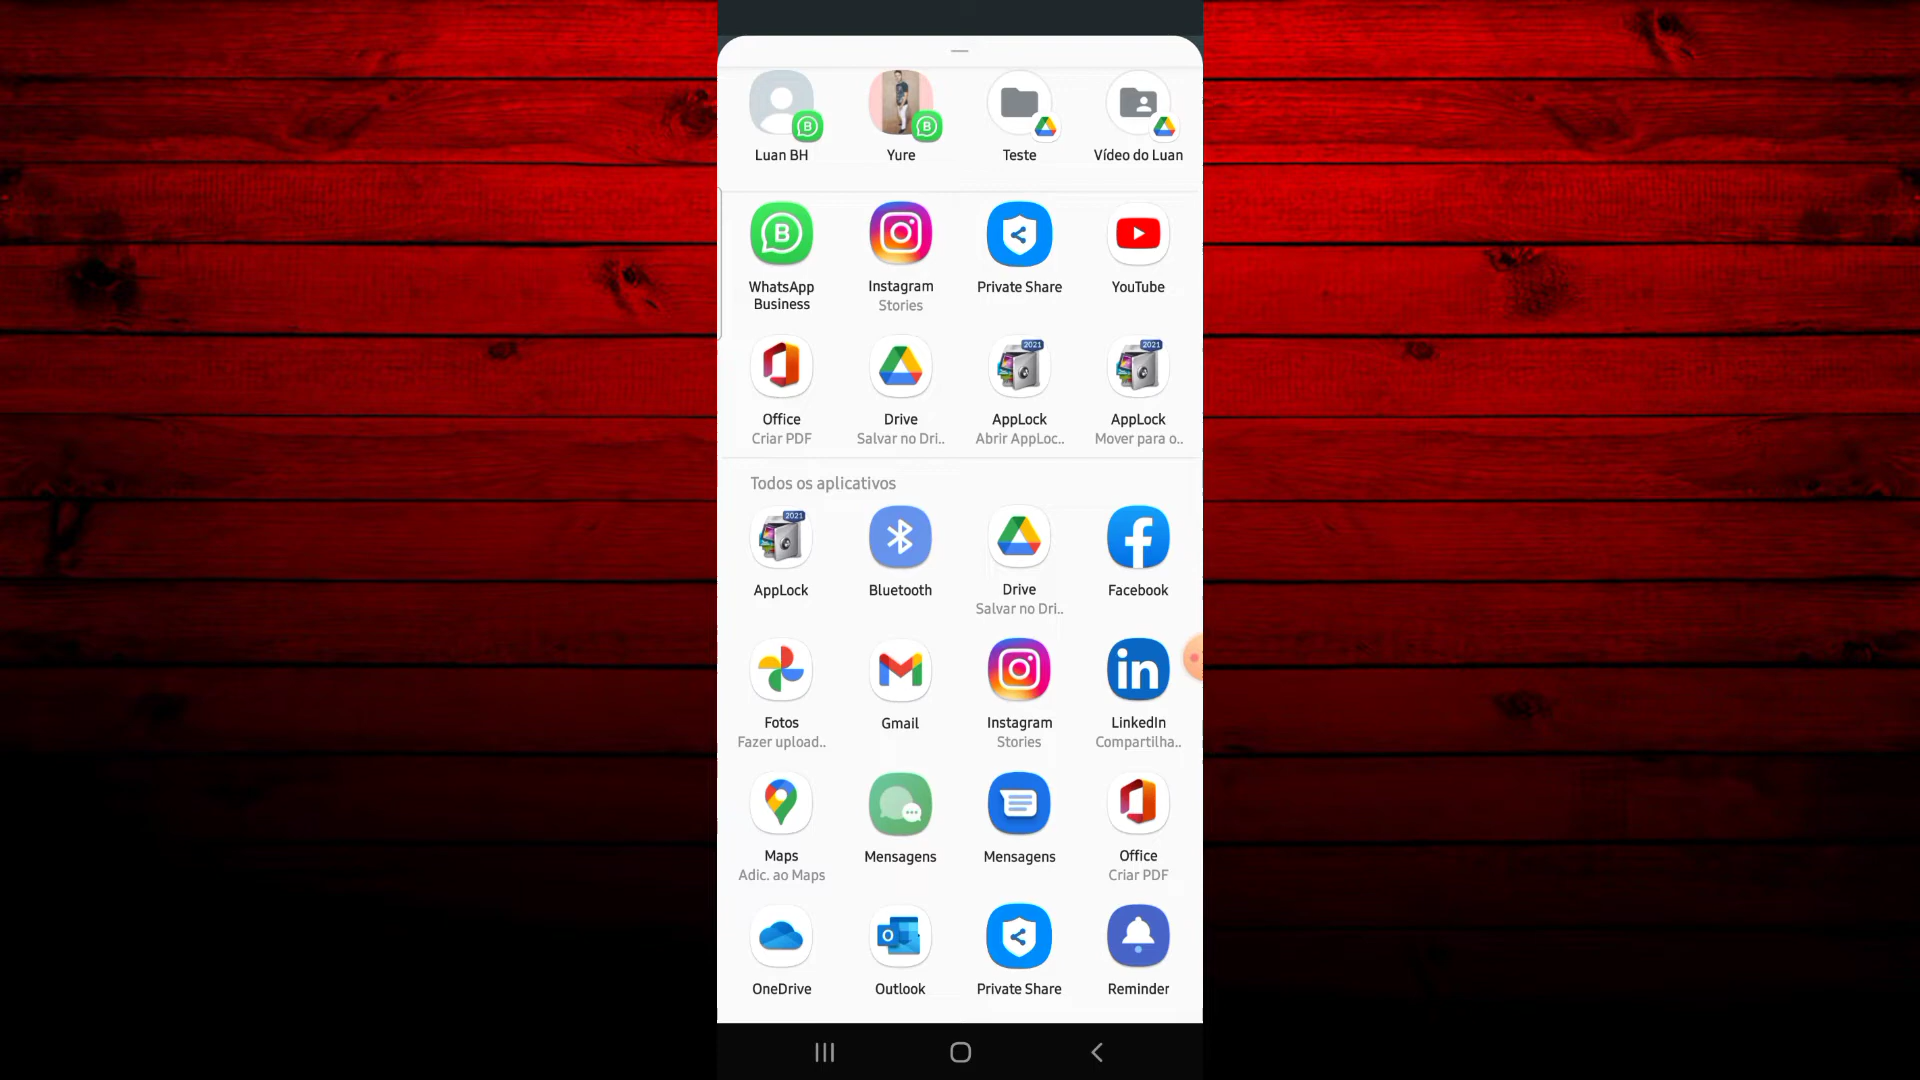 Luan BH
Yure
Teste
Vídeo do Luan
WhatsApp
Business
Instagram
Stories
Private Share
YouTube
2021
2021
Office
Criar PDF
Drive
Salvar no Dri..
AppLock
Abrir AppLoc..
AppLock
Mover para o..
Todos os aplicativos
2021
AppLock
Bluetooth
Drive
Salvar no Dri..
Facebook
Fotos
Fazer upload..
Gmail
Instagram
Stories
LinkedIn
Compartilha..
Maps
Adic. ao Maps
Mensagens
Mensagens
Office
Criar PDF
OneDrive
Outlook
Private Share
Reminder